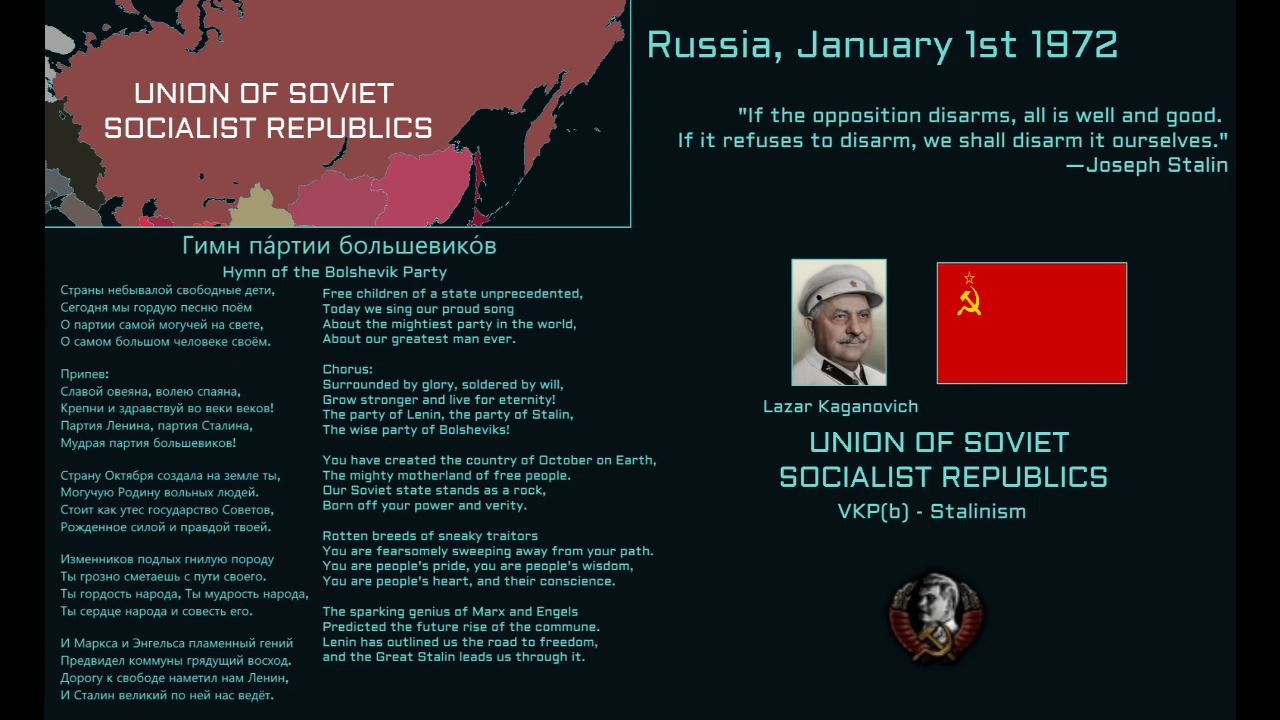 UNION OF SOVIET
SOCIALIST REPUBLICS
Russia, January 1st 1972
"If the opposition disarms, all is well and good.
If it refuses to disarm, we shall disarm it ourselves."
—Joseph Stalin
Гимн па́ртии большевико́в
Hymn of the Bolshevik Party
Страны небывалой свободные дети,
Сегодня мы гордую песню поём
О партии самой могучей на свете,
О самом большом человеке своём.
Припев:
Славой овеяна, волею спаяна,
Крепни и здравствуй во веки веков!
Партия Ленина, партия Сталина,
Мудрая партия большевиков!
Страну Октября создала на земле ты,
Могучую Родину вольных людей.
Стоит как утес государство Советов,
Рожденное силой и правдой твоей.
Изменников подлых гнилую породу
Ты грозно сметаешь с пути своего.
Ты гордость народа, Ты мудрость народа,
Ты сердце народа и совесть его.
И Маркса и Энгельса пламенный гений
Предвидел коммуны грядущий восход.
Дорогу к свободе наметил нам Ленин,
И Сталин великий по ней нас ведёт.
Free children of a state unprecedented,
Today we sing our proud song
About the mightiest party in the world,
About our greatest man ever.
Chorus:
Surrounded by glory, soldered by will,
Grow stronger and live for eternity!
The party of Lenin, the party of Stalin,
The wise party of Bolsheviks!
You have created the country of October on Earth,
The mighty motherland of free people.
Our Soviet state stands as a rock,
Born off your power and verity.
Rotten breeds of sneaky traitors
You are fearsomely sweeping away from your path.
You are people's pride, you are people's wisdom,
You are people's heart, and their conscience.
The sparking genius of Marx and Engels
Predicted the future rise of the commune.
Lenin has outlined us the road to freedom,
and the Great Stalin leads us through it.
Lazar Kaganovich
UNION OF SOVIET
SOCIALIST REPUBLICS
VKP(b) - Stalinism